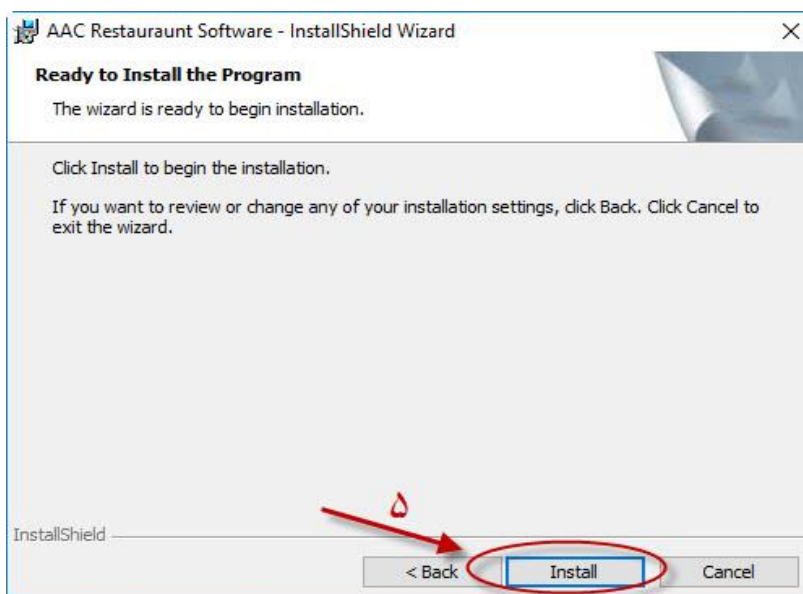 AAC Restauraunt Software - InstallShield Wizard
Ready to Install the Program
The wizard is ready to begin installation.
Click Install to begin the installation.
If you want to review or change any of your installation settings, click Back. Click Cancel to
exit the wizard.
۵
InstallShield
< Back Install Cancel